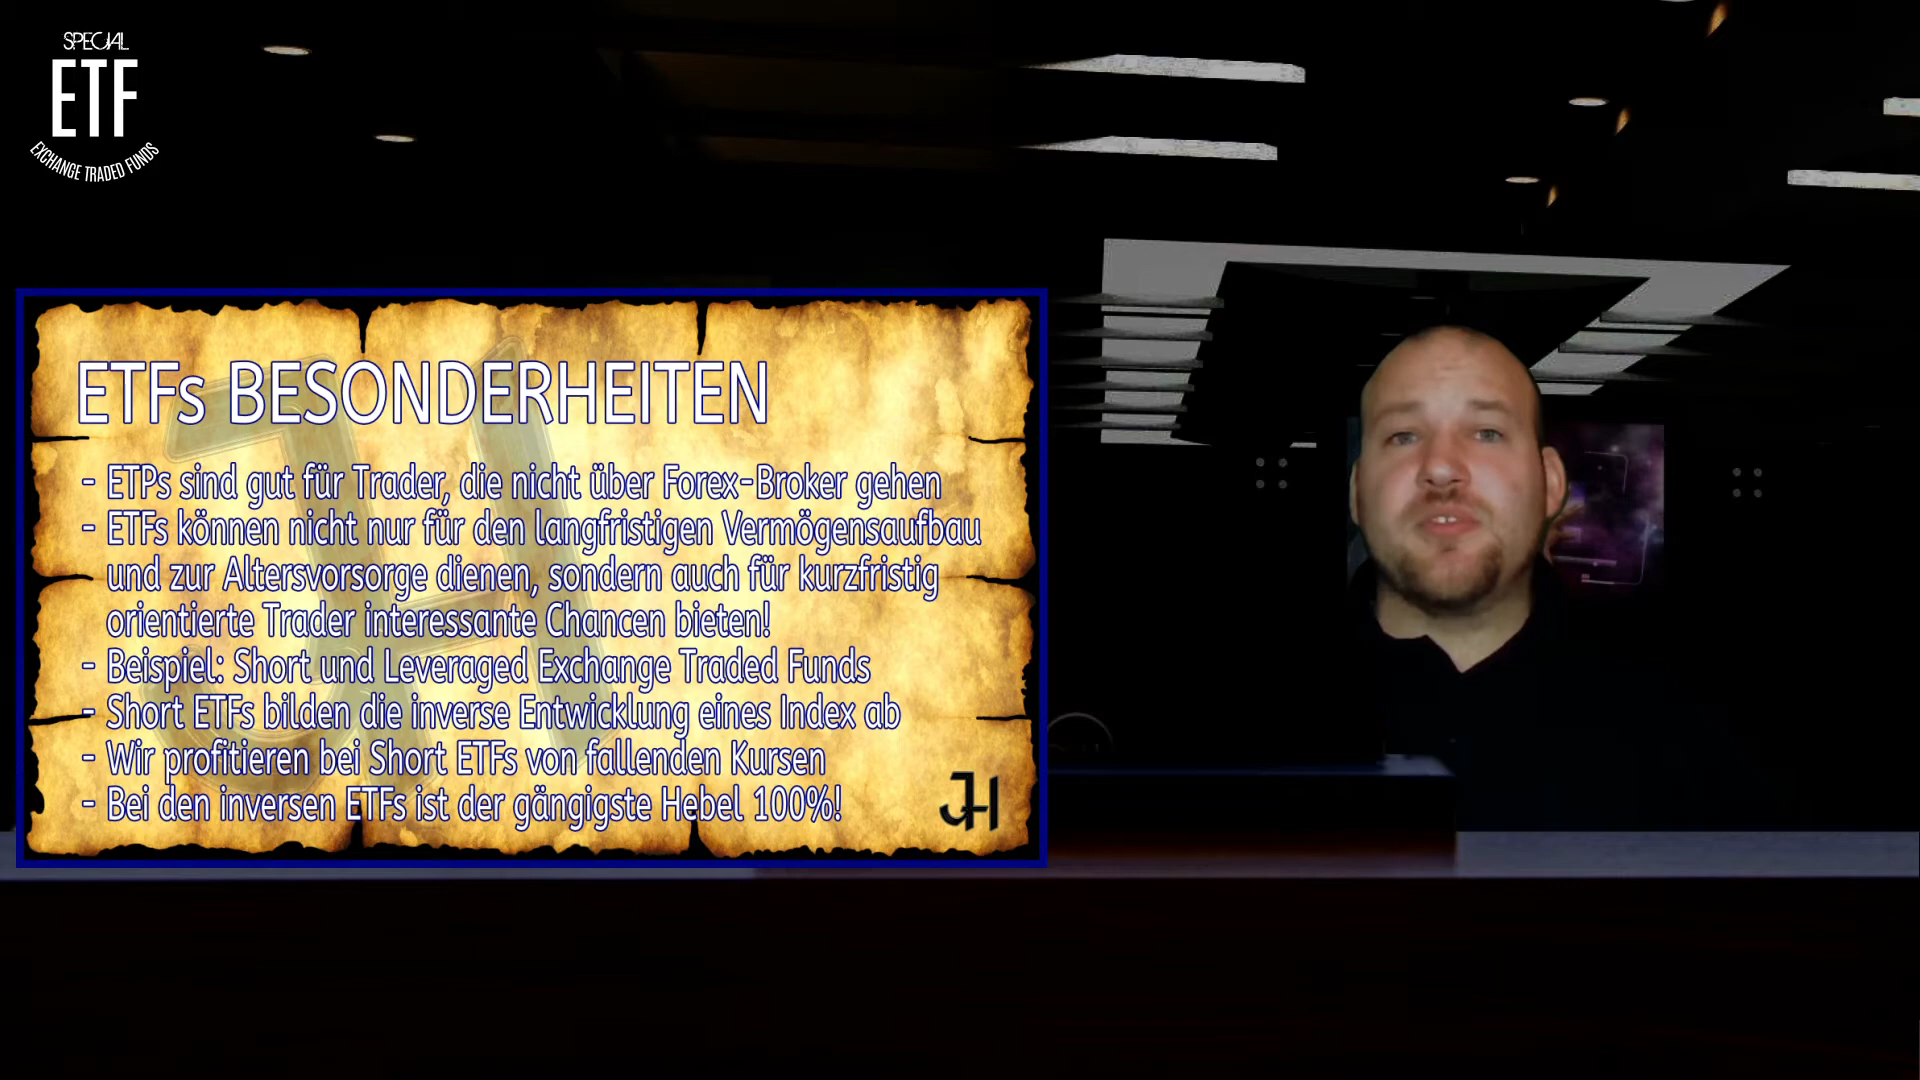 SPECIAL
ETF
EXCHANGE TRADED FUNDS
ETFs BESONDERHEITEN
- ETPs sind gut für Trader, die nicht über Forex-Broker gehen
- ETFs können nicht nur für den langfristigen Vermögensaufbau
und zur Altersvorsorge dienen, sondern auch für kurzfristig
orientierte Trader interessante Chancen bieten!
- Beispiel: Short und Leveraged Exchange Traded Funds
- Short ETFs bilden die inverse Entwicklung eines Index ab
- Wir profitieren bei Short ETFs von fallenden Kursen
- Bei den inversen ETFs ist der gängigste Hebel 100%!
JH